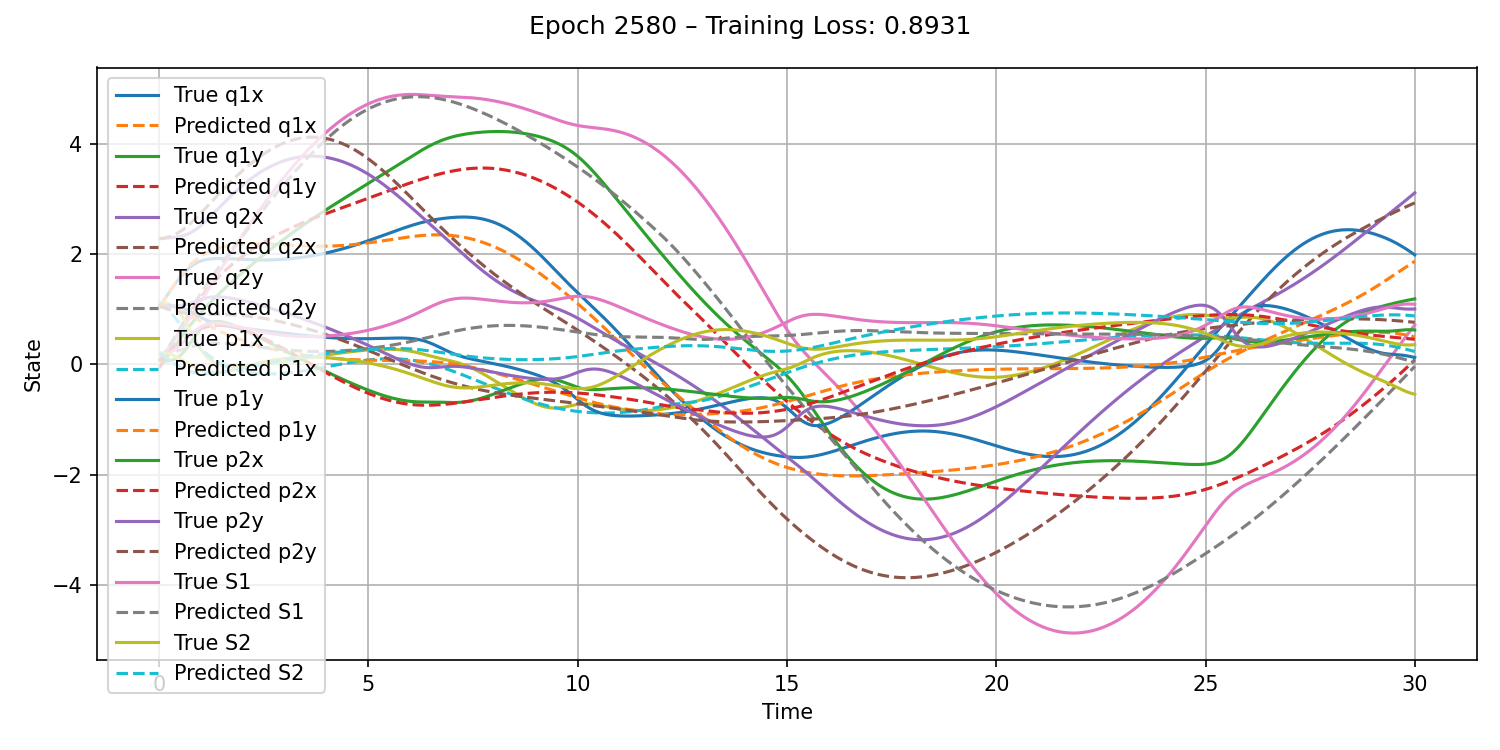 Epoch 2580 – Training Loss: 0.8931
State
4
2
0
−2
−4
True q1x
Predicted q1x
True q1y
Predicted q1y
True q2x
Predicted q2x
True q2y
Predicted q2y
True p1x
Predicted p1x
True p1y
Predicted p1y
True p2x
Predicted p2x
True p2y
Predicted p2y
True S1
Predicted S1
True S2
Predicted S2
0 5 10 15 20 25 30
Time